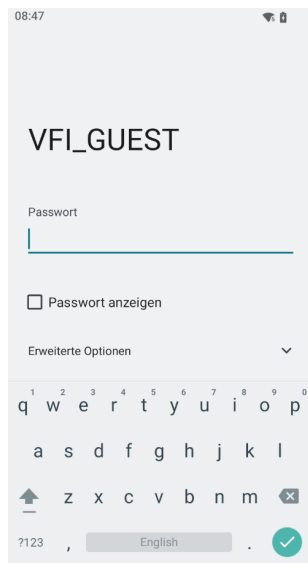 08:47
VFI_GUEST
Passwort
Passwort anzeigen
Erweiterte Optionen
1 2 3 4 5 6 7 8 9 0
q w e r t y u i o p
a s d f g h j k l
z x c v b n m
?123 , English .